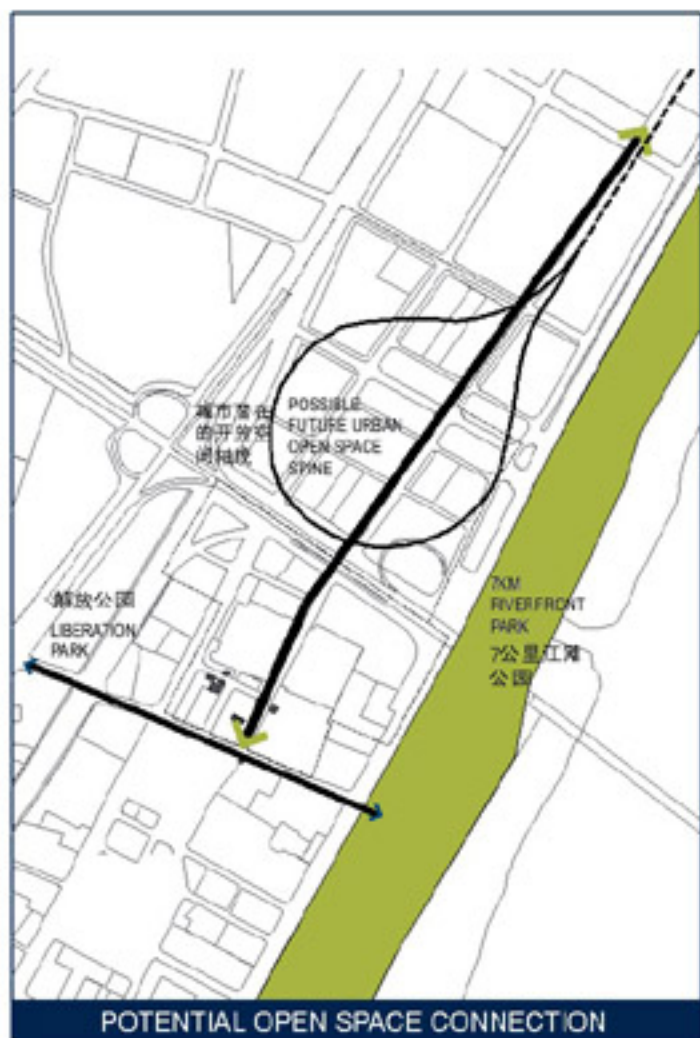 城市潜在
的开放空
间轴线
POSSIBLE
FUTURE URBAN
OPEN SPACE
SPINE
解放公园
LIBERATION
PARK
7KM
RIVERFRONT
PARK
7公里江滩
公园
POTENTIAL OPEN SPACE CONNECTION